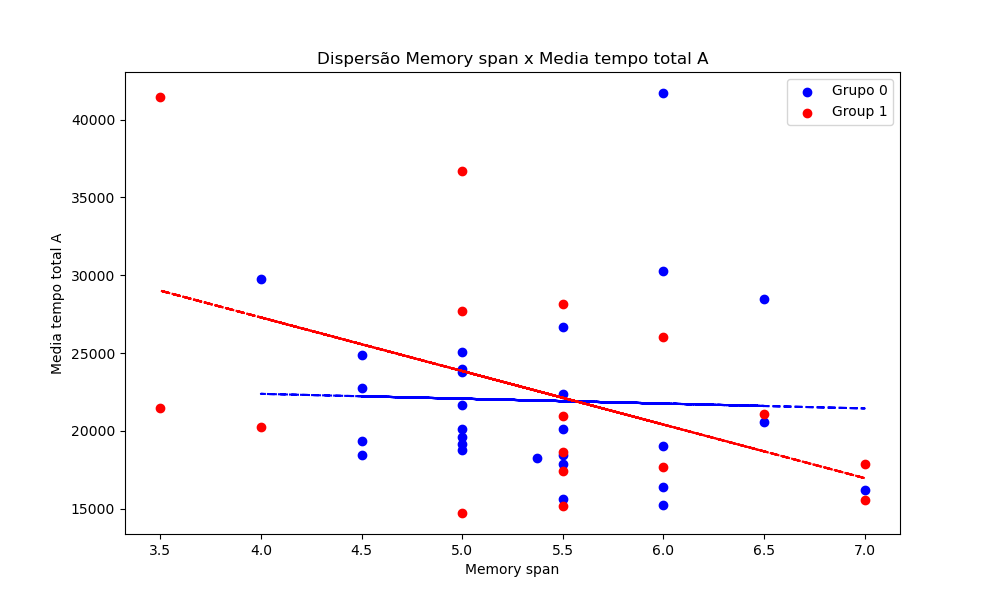 Dispersão Memory span x Media tempo total A
Grupo 0
Group 1
Media tempo total A
40000
35000
30000
25000
20000
15000
3.5 4.0 4.5 5.0 5.5 6.0 6.5 7.0
Memory span